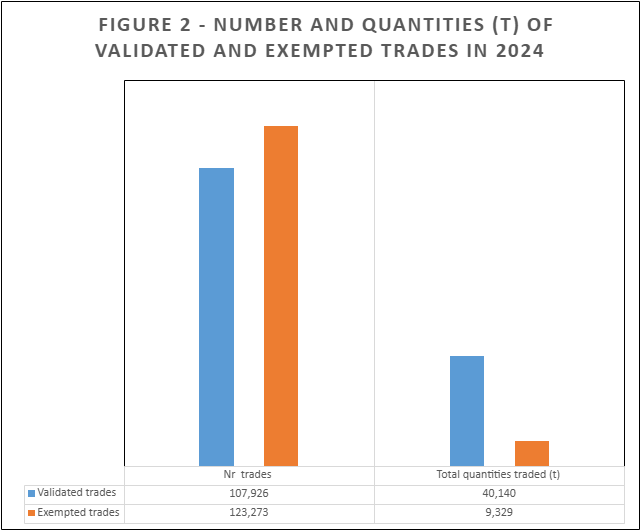 FIGURE 2 - NUMBER AND QUANTITIES (T) OF
VALIDATED AND EXEMPTED TRADES IN 2024
Nr trades Total quantities traded (t)
Validated trades 107,926 40,140
Exempted trades 123,273 9,329